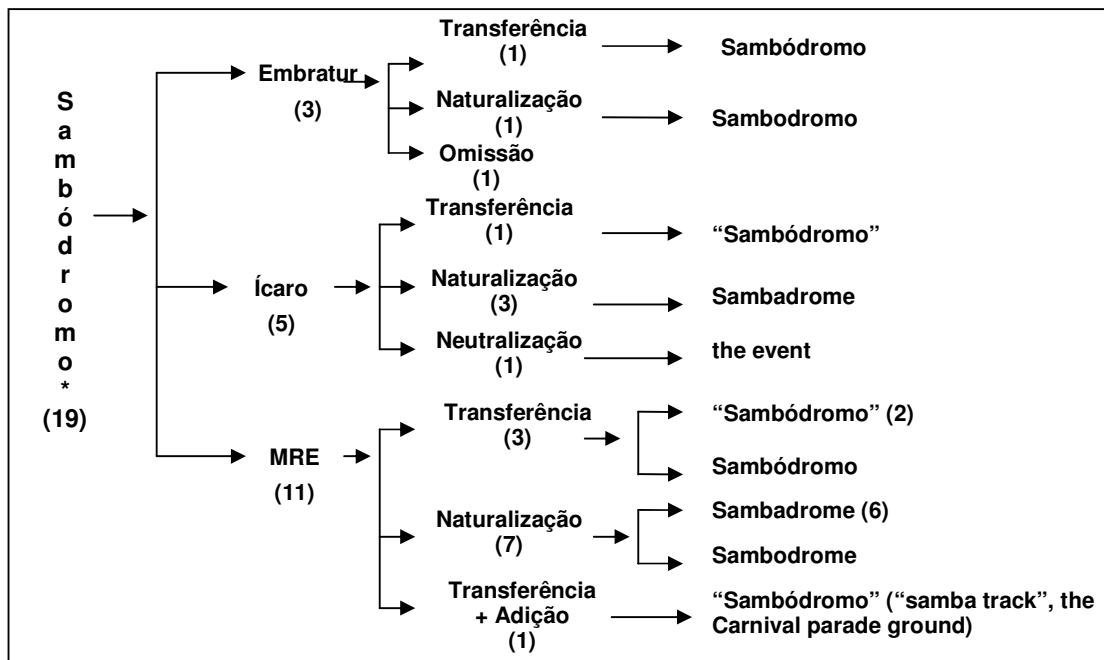 Sambódromo*
(19)
Embratur
(3)
Transferência
(1)
Sambódromo
Naturalização
(1)
Sambodromo
Omissão
(1)
Ícaro
(5)
Transferência
(1)
“Sambódromo”
Naturalização
(3)
Sambadrome
Neutralização
(1)
the event
MRE
(11)
Transferência
(3)
“Sambódromo” (2)
Sambódromo
Naturalização
(7)
Sambadrome (6)
Sambodrome
Transferência
+ Adição
(1)
“Sambódromo” (“samba track”, the
Carnival parade ground)